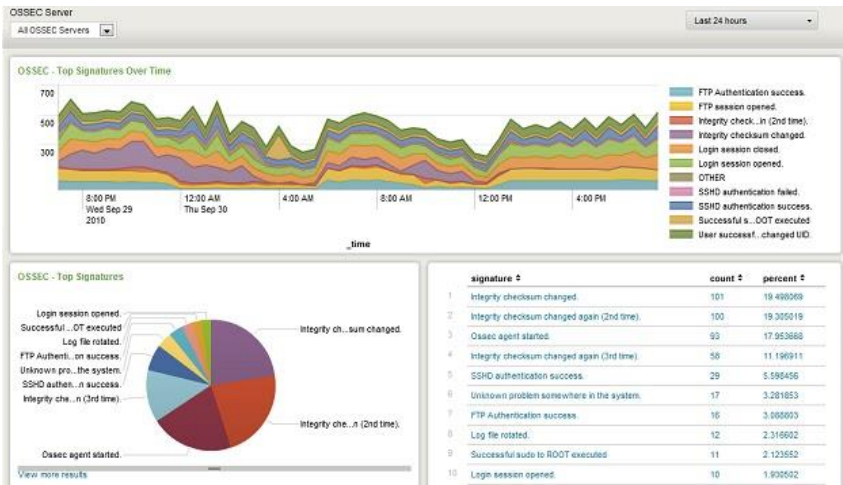 OSSEC Server
All OSSEC Servers
Last 24 hours
OSSEC - Top Signatures Over Time
700
500
300
8:00 PM
Wed Sep 29
2010
12:00 AM
Thu Sep 30
4:00 AM
8:00 AM
12:00 PM
4:00 PM
_time
FTP Authentication success.
FTP session opened.
Integrity check...in (2nd time).
Integrity checksum changed.
Login session closed.
Login session opened.
OTHER
SSHD authentication failed.
SSHD authentication success.
Successful s...OOT executed
User successf...changed UID.
OSSEC - Top Signatures
Login session opened.
Successful ...OT executed
Log file rotated.
FTP Authenti...on success.
Unknown pro...the system.
SSHD authen...n success.
Integrity che...n (3rd time).
Ossec agent started.
Integrity ch...sum changed.
Integrity che...n (2nd time).
View more results
signature count percent
1 Integrity checksum changed. 101 19.498069
2 Integrity checksum changed again (2nd time). 100 19.305019
3 Ossec agent started. 93 17.953668
4 Integrity checksum changed again (3rd time). 58 11.196911
5 SSHD authentication success. 29 5.598456
6 Unknown problem somewhere in the system. 17 3.281853
7 FTP Authentication success. 16 3.088803
8 Log file rotated. 12 2.316602
9 Successful sudo to ROOT executed 11 2.123552
10 Login session opened. 10 1.930502